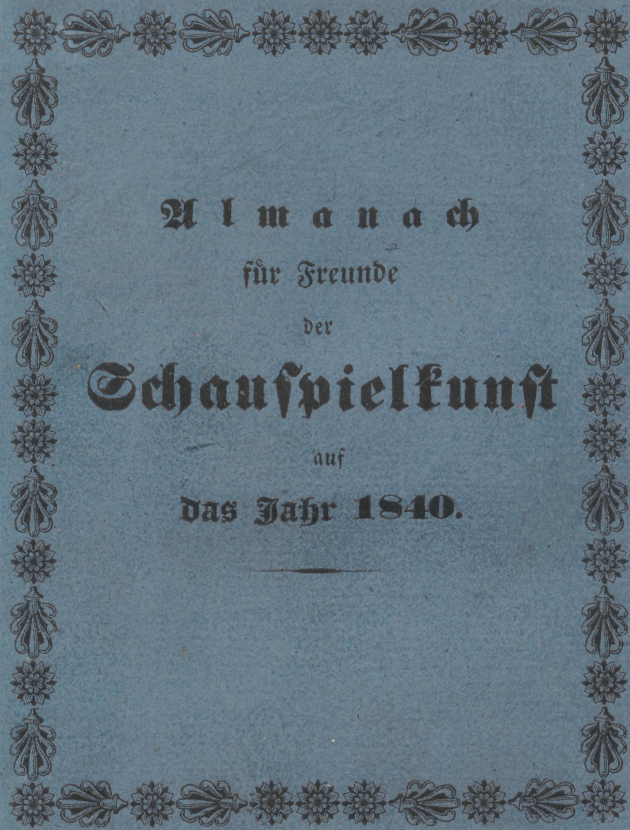 Almanach
für Freunde
der
Schauſpielkunſt
auf
das Jahr 1840.